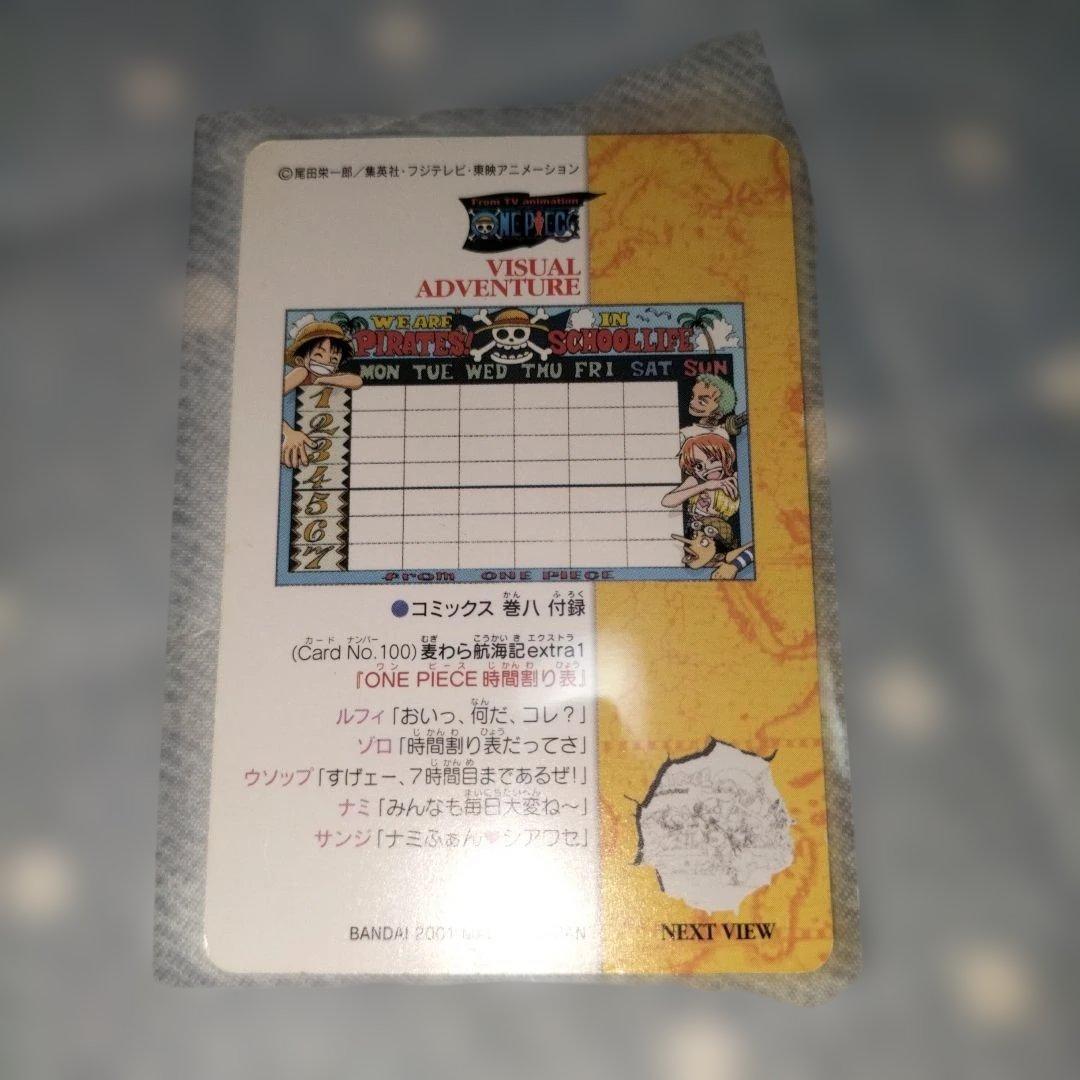 ©尾田栄一郎／集英社・フジテレビ・東映アニメーション
From TV animation
ONE PIECE
VISUAL
ADVENTURE
WE ARE PIRATES! IN SCHOOL LIFE
MON TUE WED THU FRI SAT SUN
1
2
3
4
5
6
7
from ONE PIECE
●コミックス 巻八 付録
(Card No.100) 麦わら航海記extra1
『ONE PIECE 時間割り表』
ルフィ「おいっ、何だ、コレ？」
ゾロ「時間割り表だってさ」
ウソップ「すげェー、7時間目まであるぜ!」
ナミ「みんなも毎日大変ね～」
サンジ「ナミふぁん♥シアワセ」
BANDAI 2001
NEXT VIEW